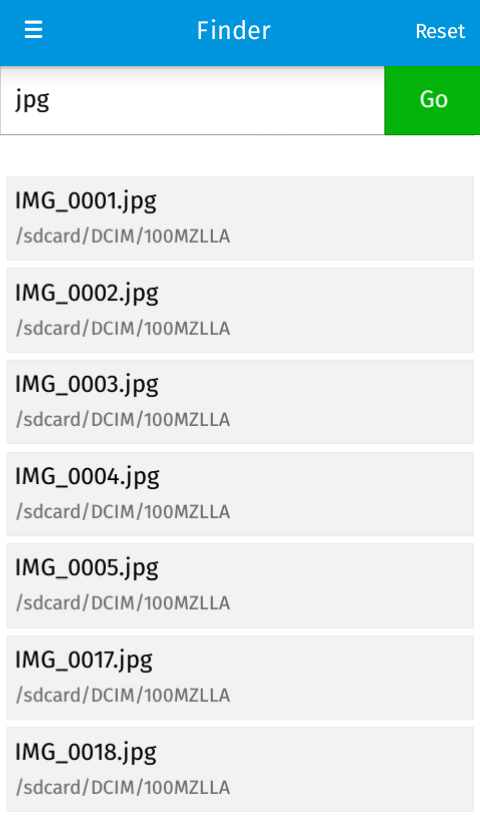 Finder Reset
jpg Go
IMG_0001.jpg
/sdcard/DCIM/100MZLLA
IMG_0002.jpg
/sdcard/DCIM/100MZLLA
IMG_0003.jpg
/sdcard/DCIM/100MZLLA
IMG_0004.jpg
/sdcard/DCIM/100MZLLA
IMG_0005.jpg
/sdcard/DCIM/100MZLLA
IMG_0017.jpg
/sdcard/DCIM/100MZLLA
IMG_0018.jpg
/sdcard/DCIM/100MZLLA